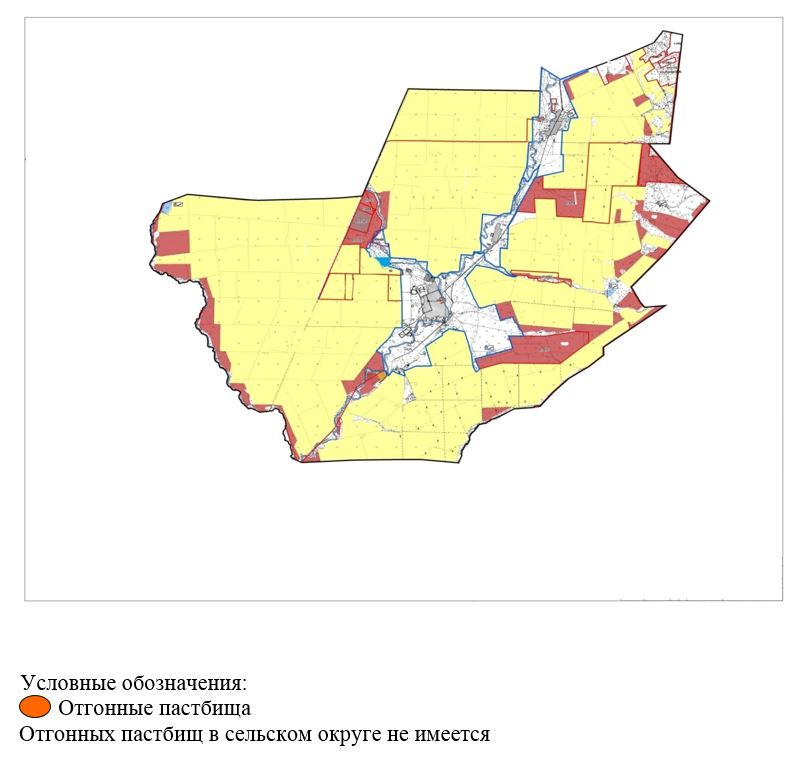 Условные обозначения:
Отгонные пастбища
Отгонных пастбищ в сельском округе не имеется